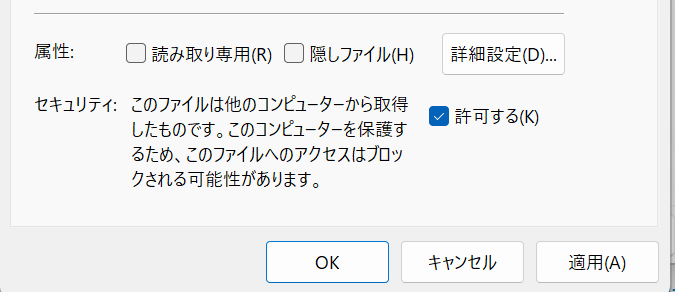 属性: 読み取り専用(R) 隠しファイル(H) 詳細設定(D)...
セキュリティ: このファイルは他のコンピューターから取得
したものです。このコンピューターを保護す
るため、このファイルへのアクセスはブロッ
クされる可能性があります。
許可する(K)
OK キャンセル 適用(A)